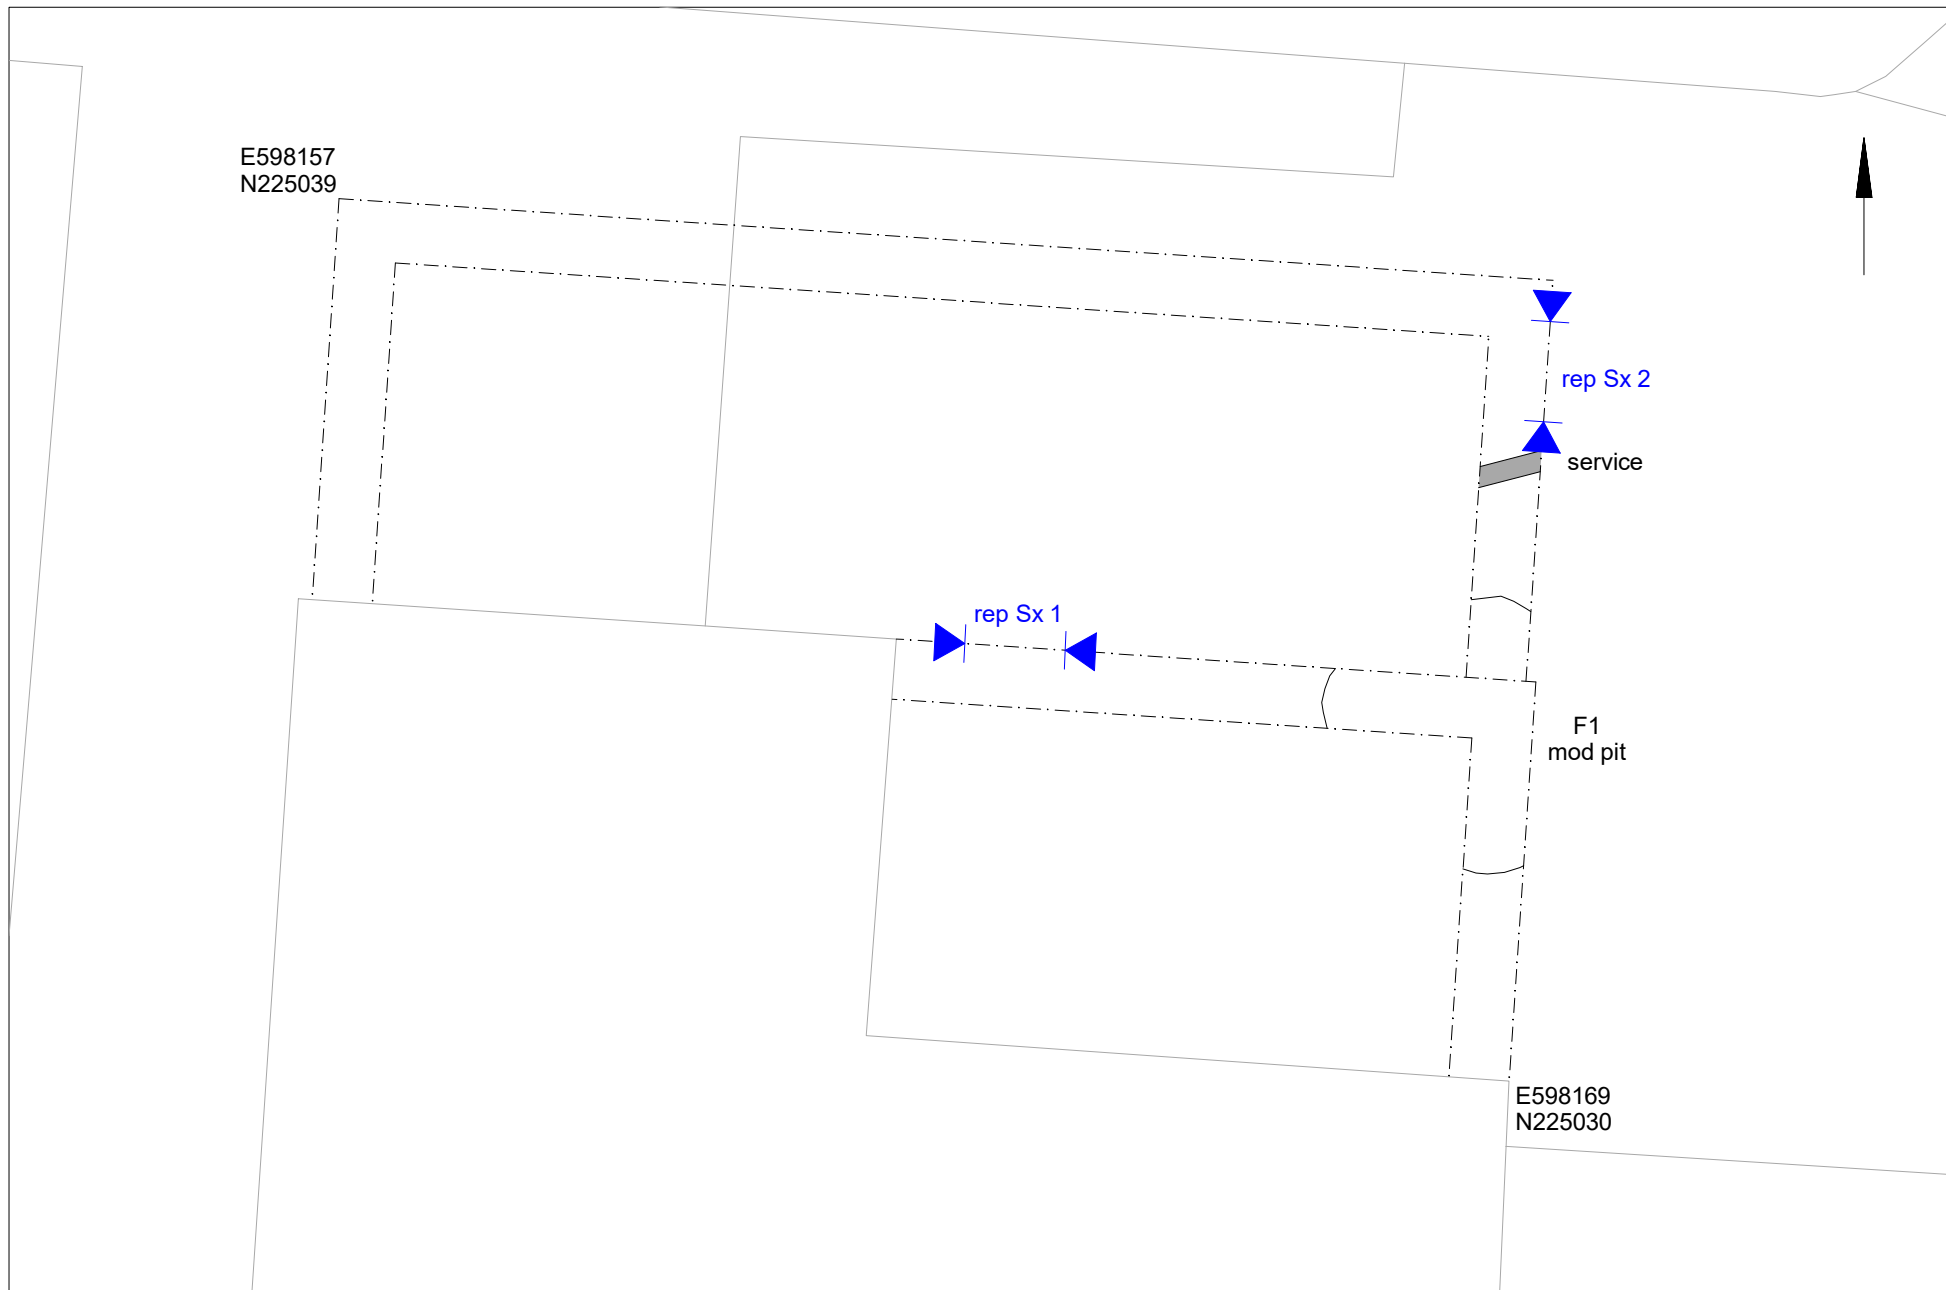 E598157
N225039
rep Sx 2
service
rep Sx 1
F1
mod pit
E598169
N225030